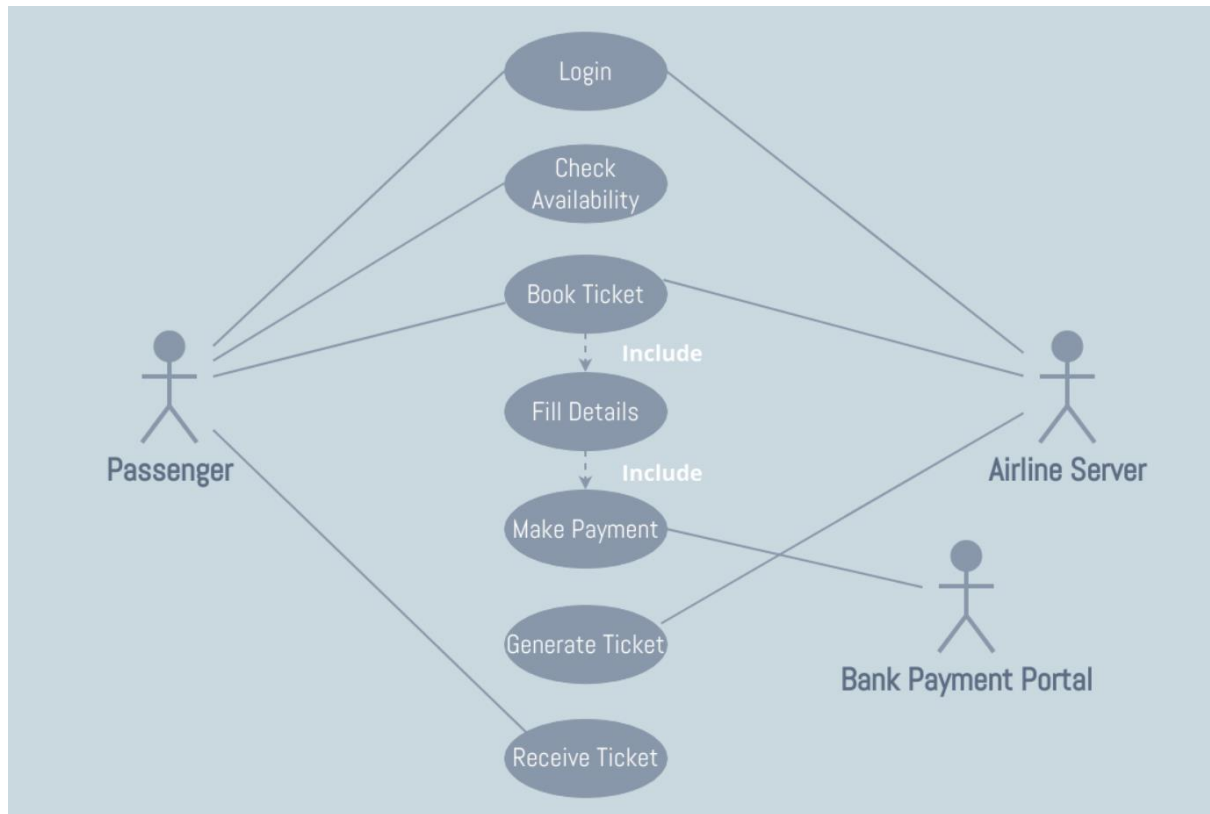 Login
Check
Availability
Book Ticket
Include
Fill Details
Passenger
Airline Server
Include
Make Payment
Generate Ticket
Bank Payment Portal
Receive Ticket